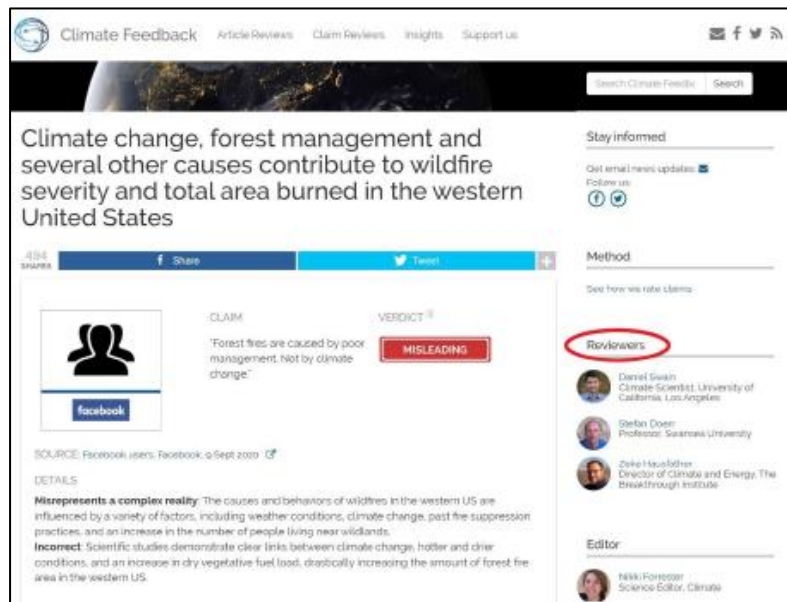 Climate Feedback
Article Reviews
Claim Reviews
Insights
Support us
Search Climate Feedb
Search
Climate change, forest management and
several other causes contribute to wildfire
severity and total area burned in the western
United States
494
SHARES
Share
Tweet
CLAIM
"Forest fires are caused by poor
management. Not by climate
change."
VERDICT
MISLEADING
facebook
SOURCE: Facebook users, Facebook, 9 Sept 2020
DETAILS
Misrepresents a complex reality: The causes and behaviors of wildfires in the western US are
influenced by a variety of factors, including weather conditions, climate change, past fire suppression
practices, and an increase in the number of people living near wildlands.
Incorrect: Scientific studies demonstrate clear links between climate change, hotter and drier
conditions, and an increase in dry vegetative fuel load, drastically increasing the amount of forest fire
area in the western US.
Stay informed
Get email news updates:
Follow us:
Method
See how we rate claims
Reviewers
Daniel Swain
Climate Scientist, University of
California, Los Angeles
Stefan Doerr
Professor, Swansea University
Zeke Hausfather
Director of Climate and Energy, The
Breakthrough Institute
Editor
Nikki Forrester
Science Editor, Climate